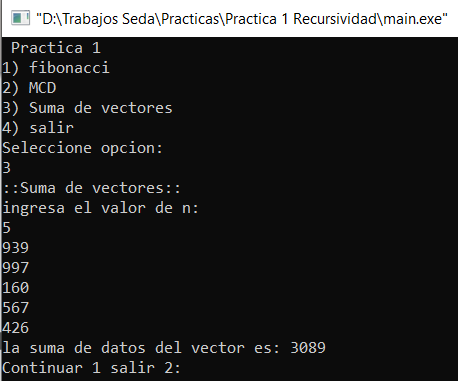 "D:\Trabajos Seda\Practicas\Practica 1 Recursividad\main.exe"
Practica 1
1) fibonacci
2) MCD
3) Suma de vectores
4) salir
Seleccione opcion:
3
::Suma de vectores::
ingresa el valor de n:
5
939
997
160
567
426
la suma de datos del vector es: 3089
Continuar 1 salir 2: